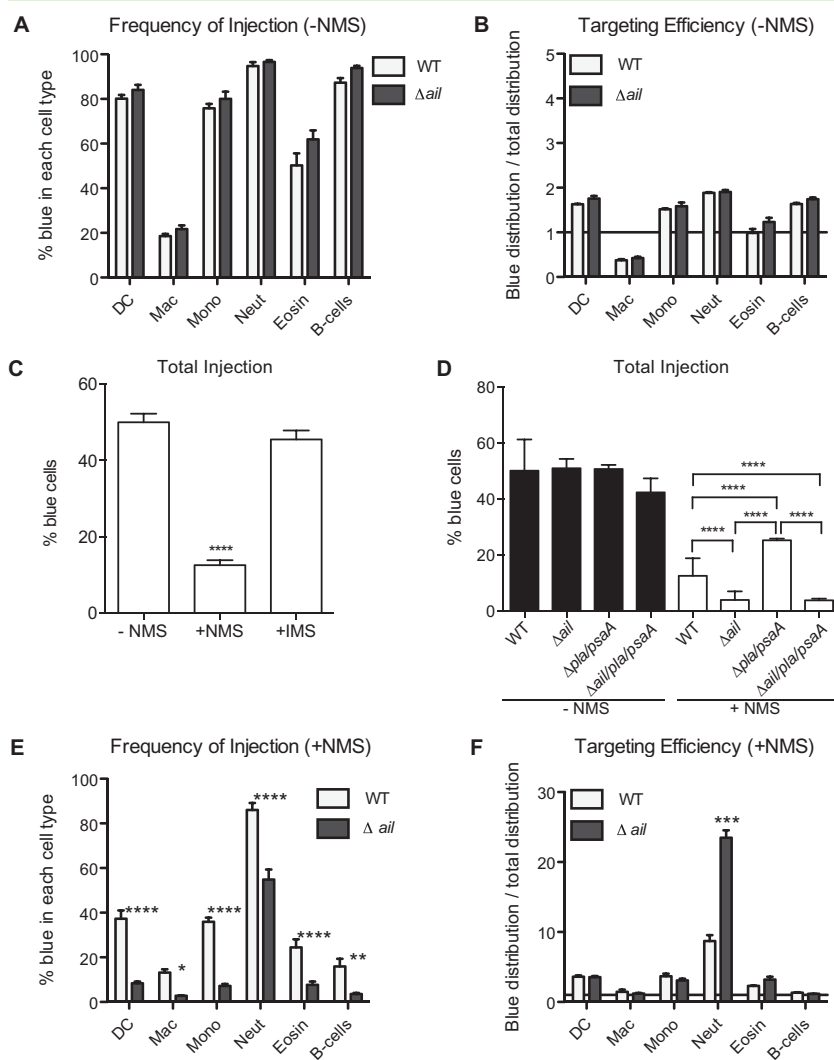 A Frequency of Injection (-NMS)
% blue in each cell type
100
80
60
40
20
0
WT
Δail
DC Mac Mono Neut Eosin B-cells
B Targeting Efficiency (-NMS)
Blue distribution / total distribution
5
4
3
2
1
0
WT
Δail
DC Mac Mono Neut Eosin B-cells
C Total Injection
% blue cells
60
40
20
0
****
- NMS +NMS +IMS
D Total Injection
% blue cells
80
60
40
20
0
****
****
**** **** ****
WT Δail Δpla/psaA Δail/pla/psaA WT Δail Δpla/psaA Δail/pla/psaA
- NMS + NMS
E Frequency of Injection (+NMS)
% blue in each cell type
100
80
60
40
20
0
WT
Δ ail
**** * **** **** **** **
DC Mac Mono Neut Eosin B-cells
F Targeting Efficiency (+NMS)
Blue distribution / total distribution
30
20
10
0
WT
Δ ail
***
DC Mac Mono Neut Eosin B-cells